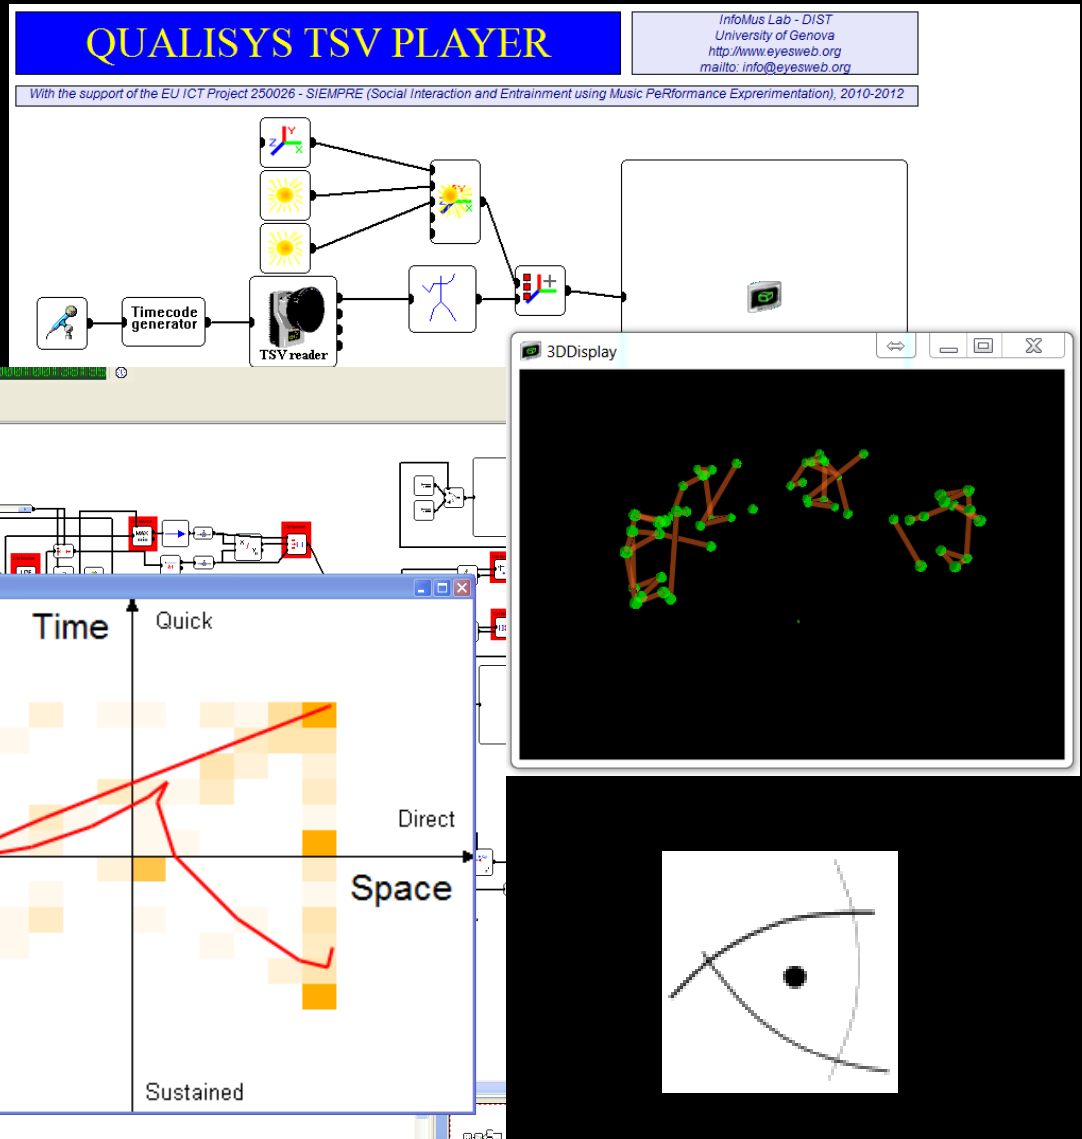 QUALISYS TSV PLAYER
InfoMus Lab - DIST
University of Genova
http://www.eyesweb.org
mailto: info@eyesweb.org
With the support of the EU ICT Project 250026 - SIEMPRE (Social Interaction and Entrainment using Music PeRformance Exprerimentation), 2010-2012
Y
Z
X
Timecode
generator
TSV reader
3DDisplay
MAX
min
Time
Quick
Direct
Space
Sustained